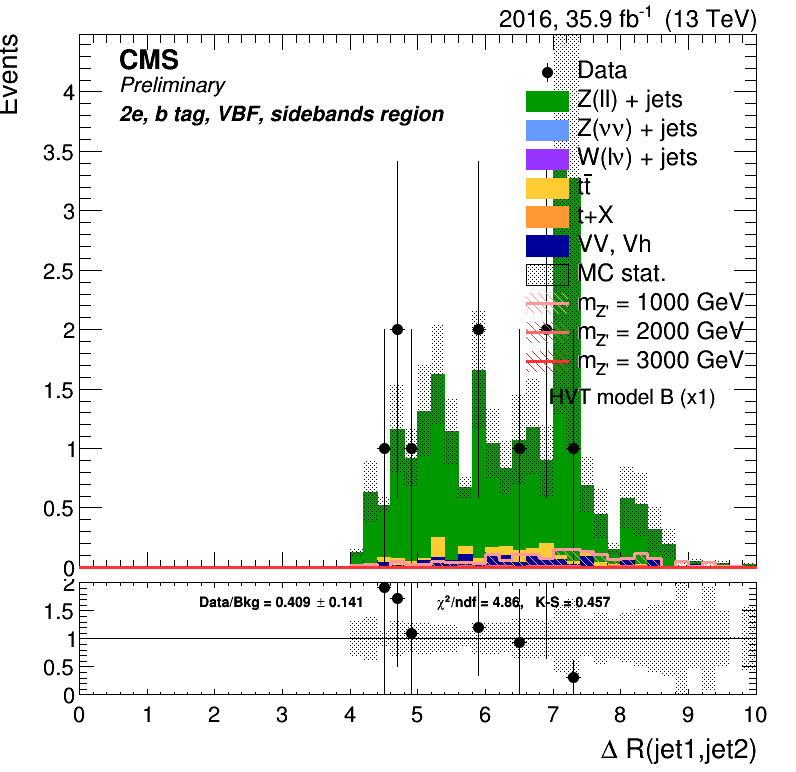 2016, 35.9 fb⁻¹ (13 TeV)
Events
CMS
Preliminary
2e, b tag, VBF, sidebands region
Data
Z(ll) + jets
Z(νν) + jets
W(lν) + jets
tt̄
t+X
VV, Vh
MC stat.
m_Z' = 1000 GeV
m_Z' = 2000 GeV
m_Z' = 3000 GeV
HVT model B (x1)
4
3.5
3
2.5
2
1.5
1
0.5
0
Data/Bkg = 0.409 ± 0.141
χ²/ndf = 4.86, K-S = 0.457
2
1.5
1
0.5
0
0 1 2 3 4 5 6 7 8 9 10
Δ R(jet1,jet2)